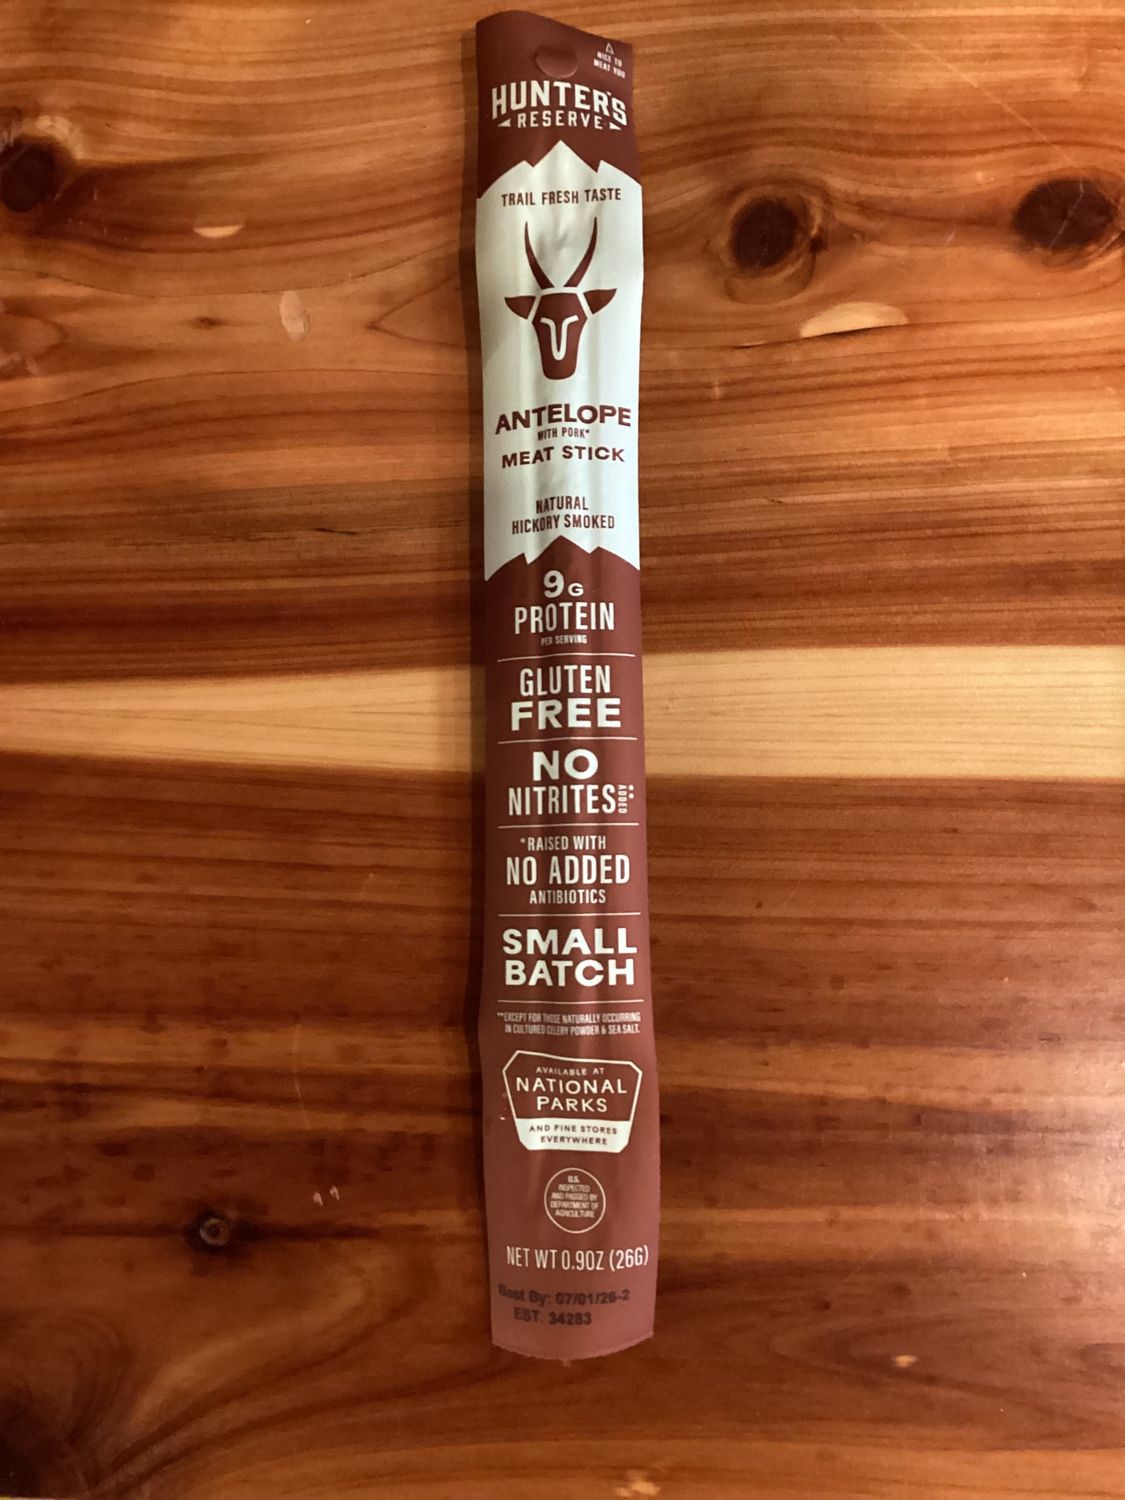 NICE TO
MEAT YOU
HUNTER'S
RESERVE
TRAIL FRESH TASTE
ANTELOPE
WITH PORK*
MEAT STICK
NATURAL
HICKORY SMOKED
9G
PROTEIN
PER SERVING
GLUTEN
FREE
NO
NITRITES ADDED**
*RAISED WITH
NO ADDED
ANTIBIOTICS
SMALL
BATCH
**EXCEPT FOR THOSE NATURALLY OCCURRING
IN CULTURED CELERY POWDER & SEA SALT.
AVAILABLE AT
NATIONAL
PARKS
AND FINE STORES
EVERYWHERE
U.S.
INSPECTED
AND PASSED BY
DEPARTMENT OF
AGRICULTURE
NET WT 0.9OZ (26G)
Best By: 07/01/26-2
EST. 34283